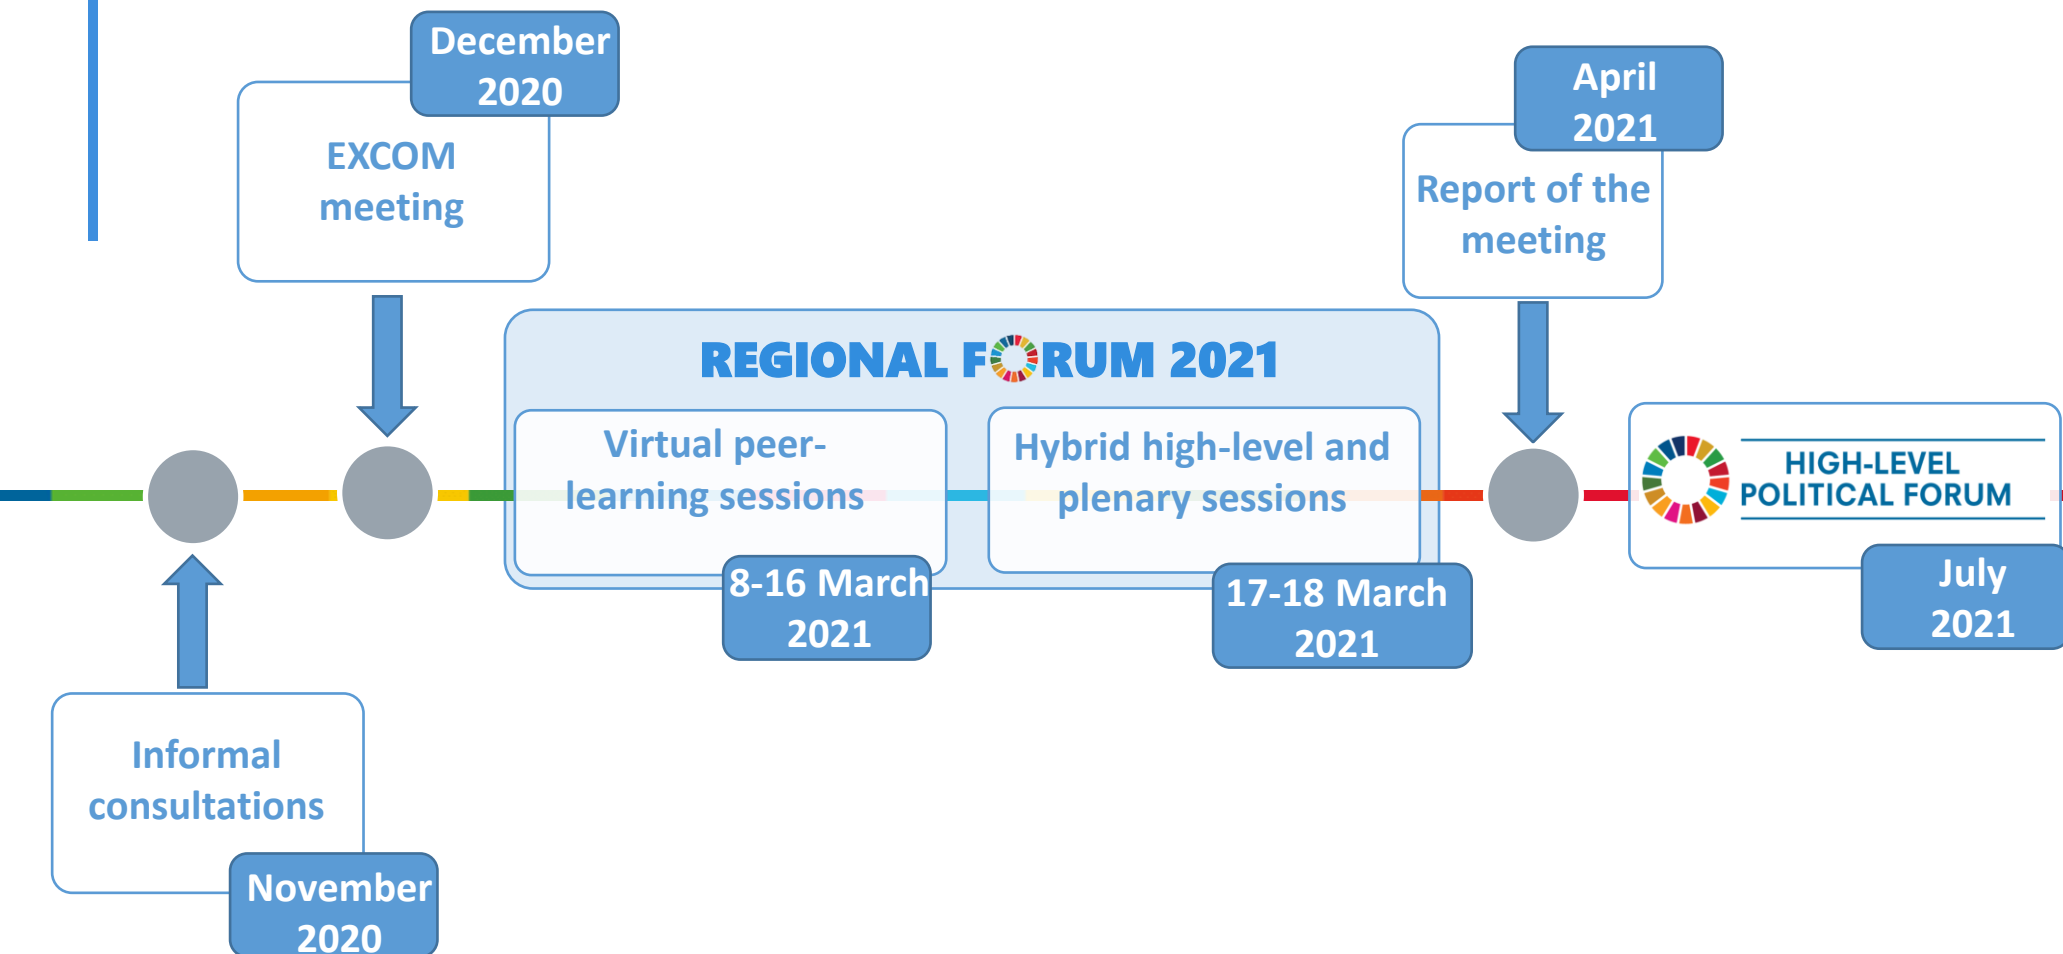 December
2020
EXCOM
meeting
April
2021
Report of the
meeting
REGIONAL FORUM 2021
Virtual peer-
learning sessions
8-16 March
2021
Hybrid high-level and
plenary sessions
17-18 March
2021
HIGH-LEVEL
POLITICAL FORUM
July
2021
Informal
consultations
November
2020